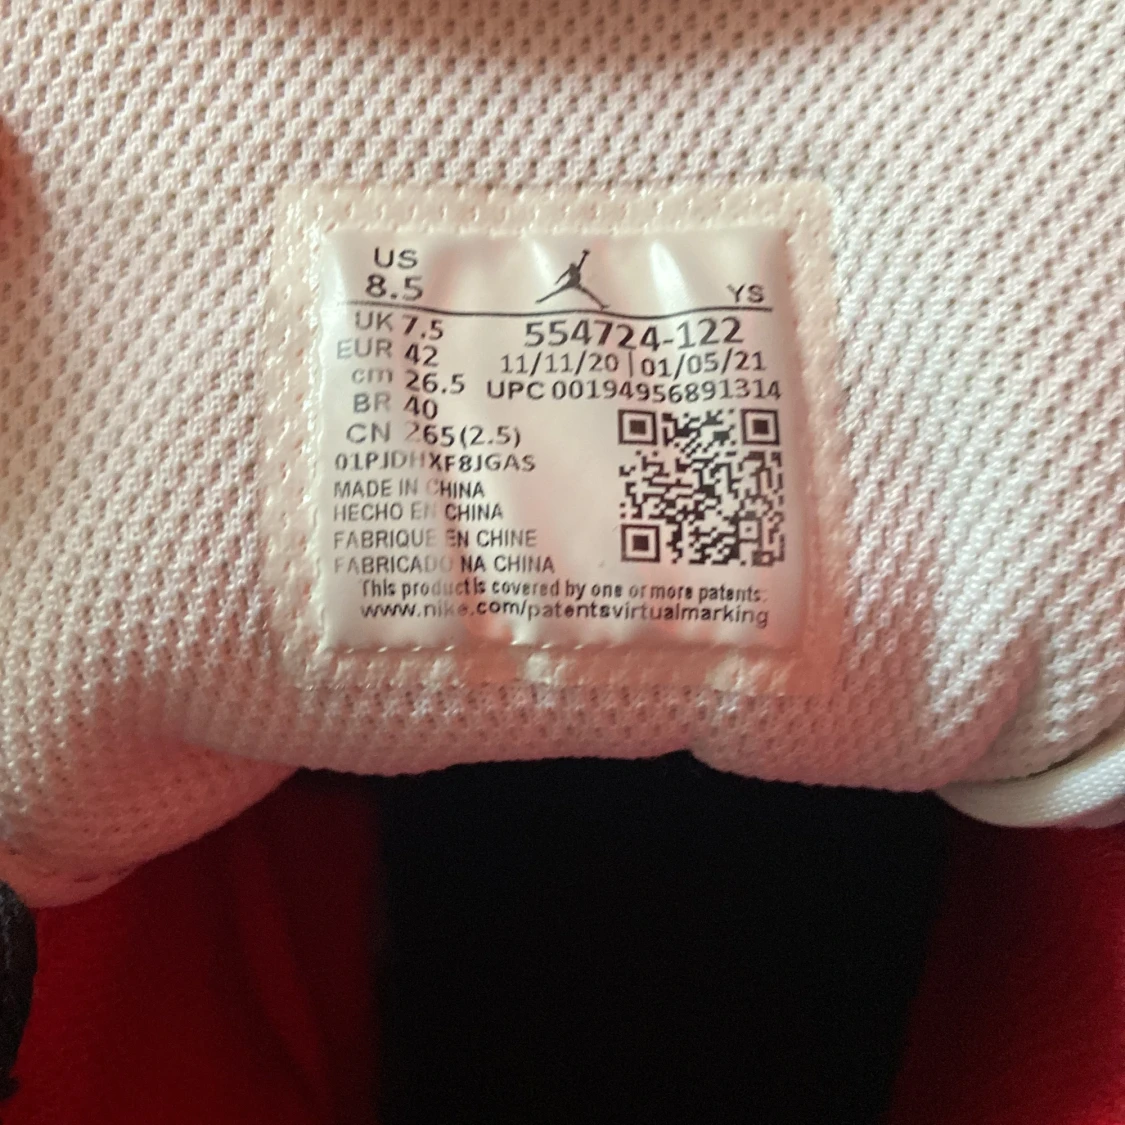 US
8.5
YS
UK 7.5
EUR 42
cm 26.5
BR 40
CN 265(2.5)
554724-122
11/11/20 | 01/05/21
UPC 00194956891314
01PJDHXF8JGAS
MADE IN CHINA
HECHO EN CHINA
FABRIQUE EN CHINE
FABRICADO NA CHINA
This product is covered by one or more patents:
www.nike.com/patentsvirtualmarking